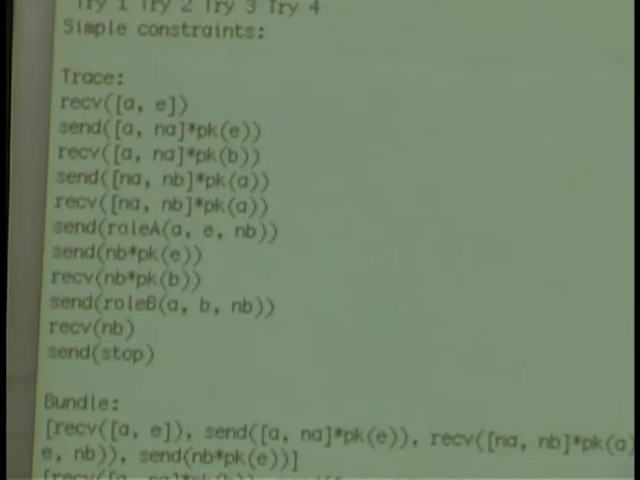 Try 1 Try 2 Try 3 Try 4
Simple constraints:
Trace:
recv([a, e])
send([a, na]*pk(e))
recv([a, na]*pk(b))
send([na, nb]*pk(a))
recv([na, nb]*pk(a))
send(roleA(a, e, nb))
send(nb*pk(e))
recv(nb*pk(b))
send(roleB(a, b, nb))
recv(nb)
send(stop)
Bundle:
[recv([a, e]), send([a, na]*pk(e)), recv([na, nb]*pk(a)
e, nb)), send(nb*pk(e))]